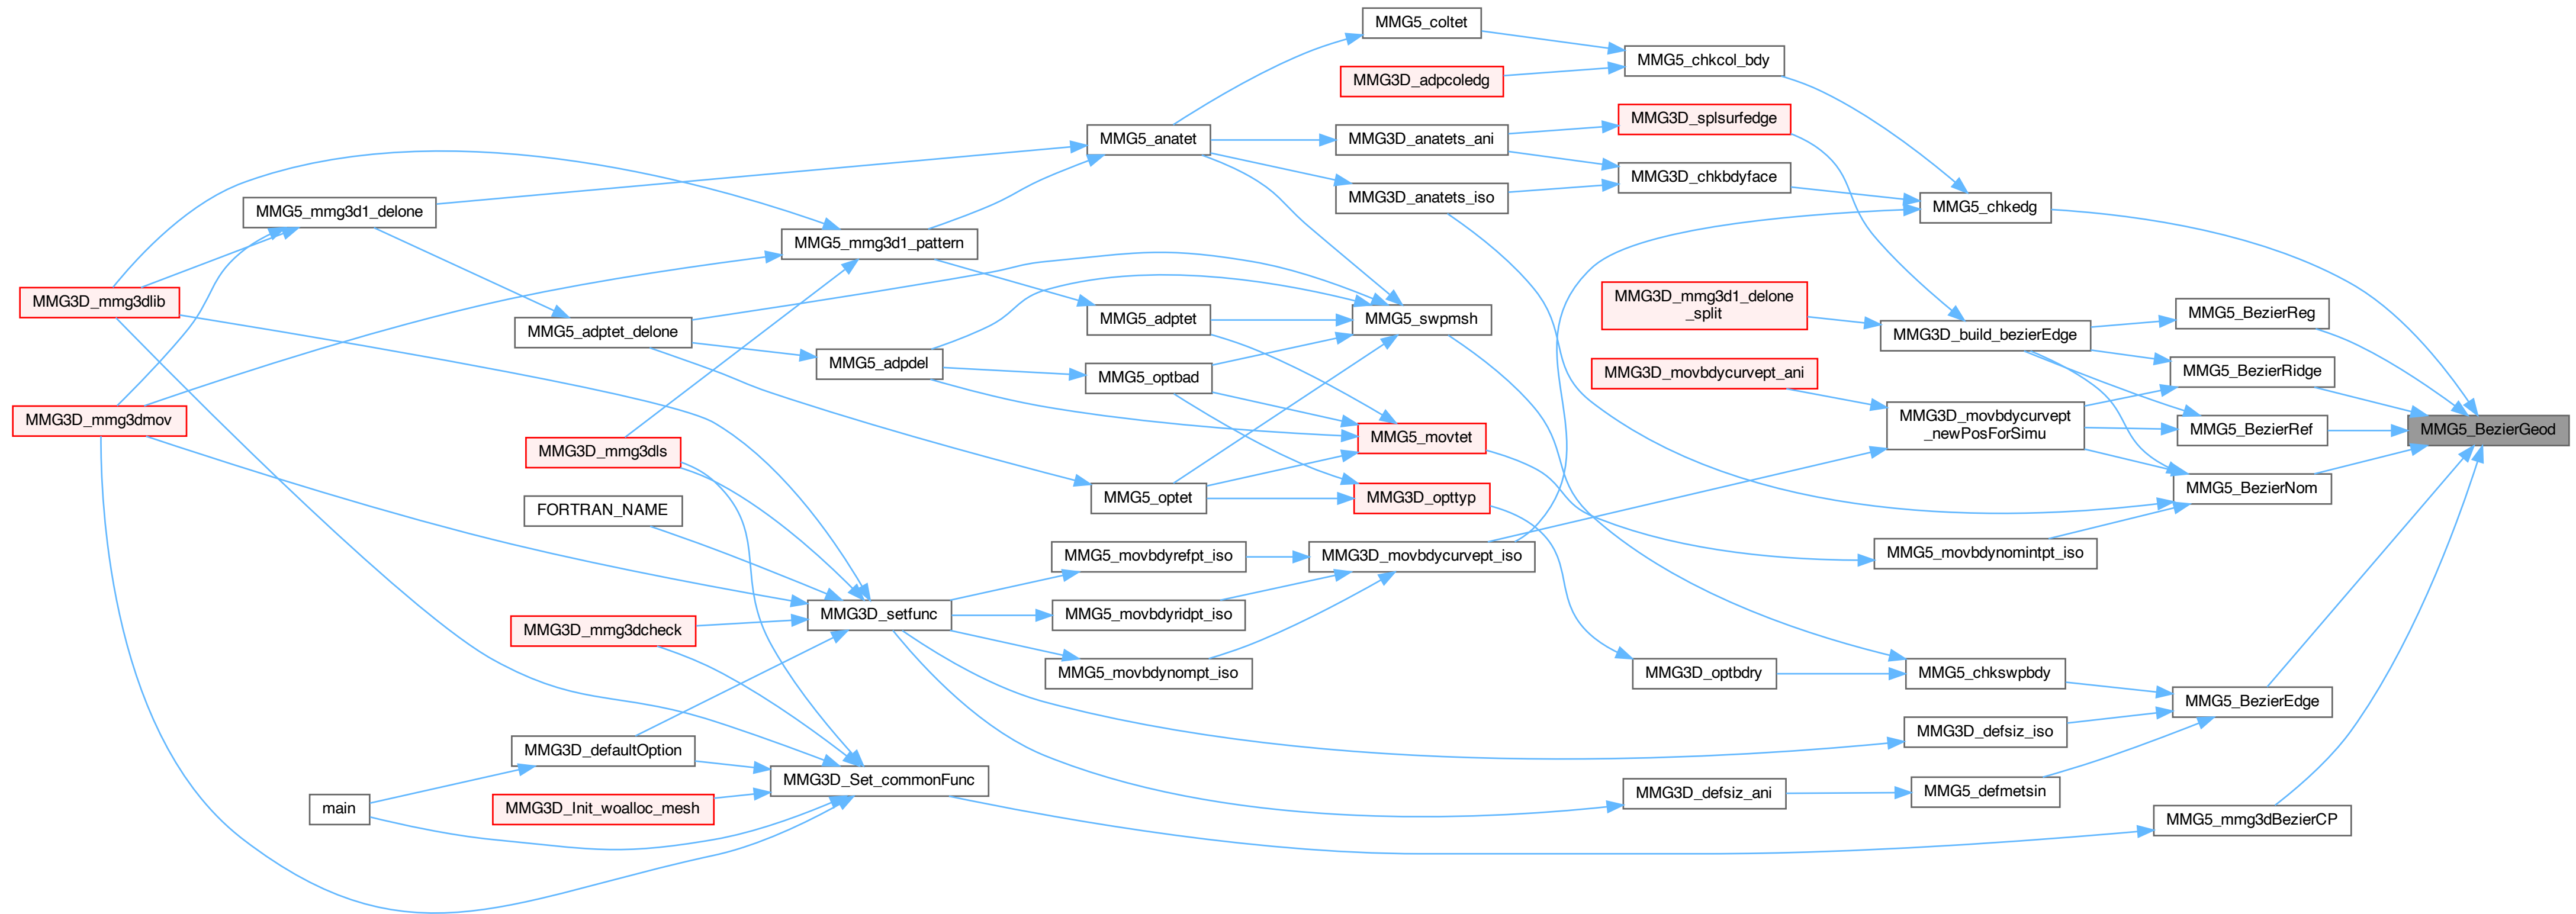 MMG5_coltet
MMG5_chkcol_bdy
MMG3D_adpcoledg
MMG3D_splsurfedge
MMG5_anatet
MMG3D_anatets_ani
MMG3D_chkbdyface
MMG3D_anatets_iso
MMG5_chkedg
MMG5_mmg3d1_delone
MMG5_mmg3d1_pattern
MMG3D_mmg3dlib
MMG3D_mmg3d1_delone
_split
MMG5_BezierReg
MMG5_adptet
MMG5_swpmsh
MMG5_adptet_delone
MMG3D_build_bezierEdge
MMG5_adpdel
MMG5_optbad
MMG3D_movbdycurvept_ani
MMG5_BezierRidge
MMG3D_mmg3dmov
MMG5_movtet
MMG3D_movbdycurvept
_newPosForSimu
MMG5_BezierRef
MMG5_BezierGeod
MMG3D_mmg3dls
MMG5_optet
MMG3D_opttyp
MMG5_BezierNom
FORTRAN_NAME
MMG5_movbdyrefpt_iso
MMG3D_movbdycurvept_iso
MMG5_movbdynomintpt_iso
MMG3D_setfunc
MMG5_movbdyridpt_iso
MMG3D_mmg3dcheck
MMG5_movbdynompt_iso
MMG3D_optbdry
MMG5_chkswpbdy
MMG5_BezierEdge
MMG3D_defsiz_iso
MMG3D_defaultOption
MMG3D_Set_commonFunc
MMG3D_defsiz_ani
MMG5_defmetsin
main
MMG3D_Init_woalloc_mesh
MMG5_mmg3dBezierCP